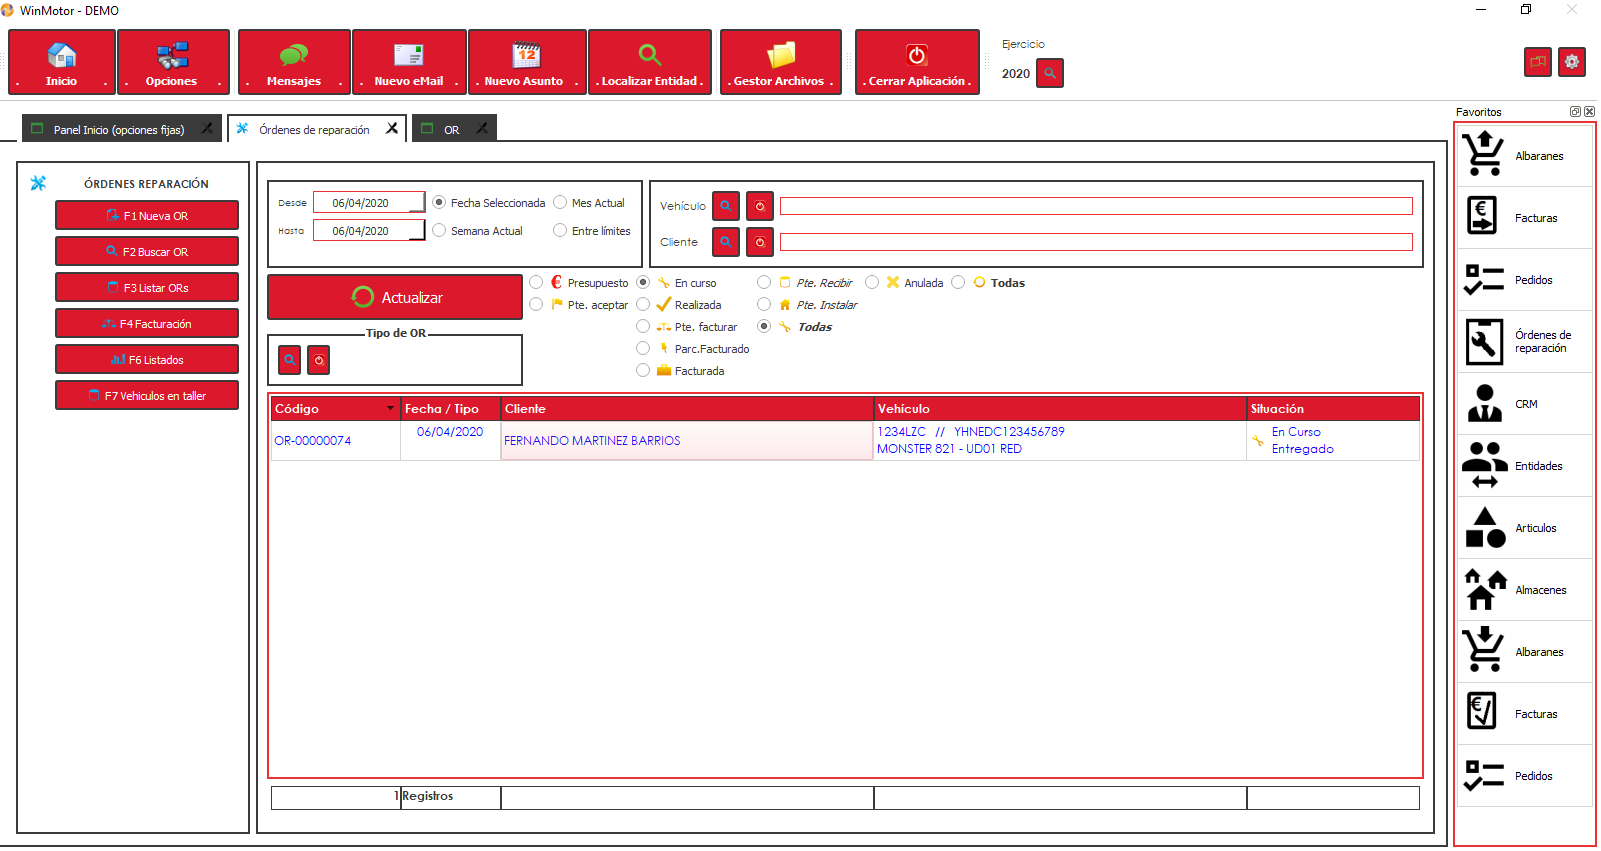 WinMotor - DEMO
. Inicio .
. Opciones .
. Mensajes .
. Nuevo eMail .
. Nuevo Asunto .
. Localizar Entidad .
. Gestor Archivos .
. Cerrar Aplicación .
Ejercicio
2020
Panel Inicio (opciones fijas)
Órdenes de reparación
OR
ÓRDENES REPARACIÓN
F1 Nueva OR
F2 Buscar OR
F3 Listar ORs
F4 Facturación
F6 Listados
F7 Vehiculos en taller
Desde 06/04/2020 Fecha Seleccionada Mes Actual
Hasta 06/04/2020 Semana Actual Entre límites
Vehículo
Cliente
Actualizar
Presupuesto En curso Pte. Recibir Anulada Todas
Pte. aceptar Realizada Pte. Instalar
Pte. facturar Todas
Parc.Facturado
Facturada
Tipo de OR
Código Fecha / Tipo Cliente Vehículo Situación
OR-00000074 06/04/2020 FERNANDO MARTINEZ BARRIOS 1234LZC // YHNEDC123456789 En Curso
MONSTER 821 - UD01 RED Entregado
1 Registros
Favoritos
Albaranes
Facturas
Pedidos
Órdenes de
reparación
CRM
Entidades
Articulos
Almacenes
Albaranes
Facturas
Pedidos
12